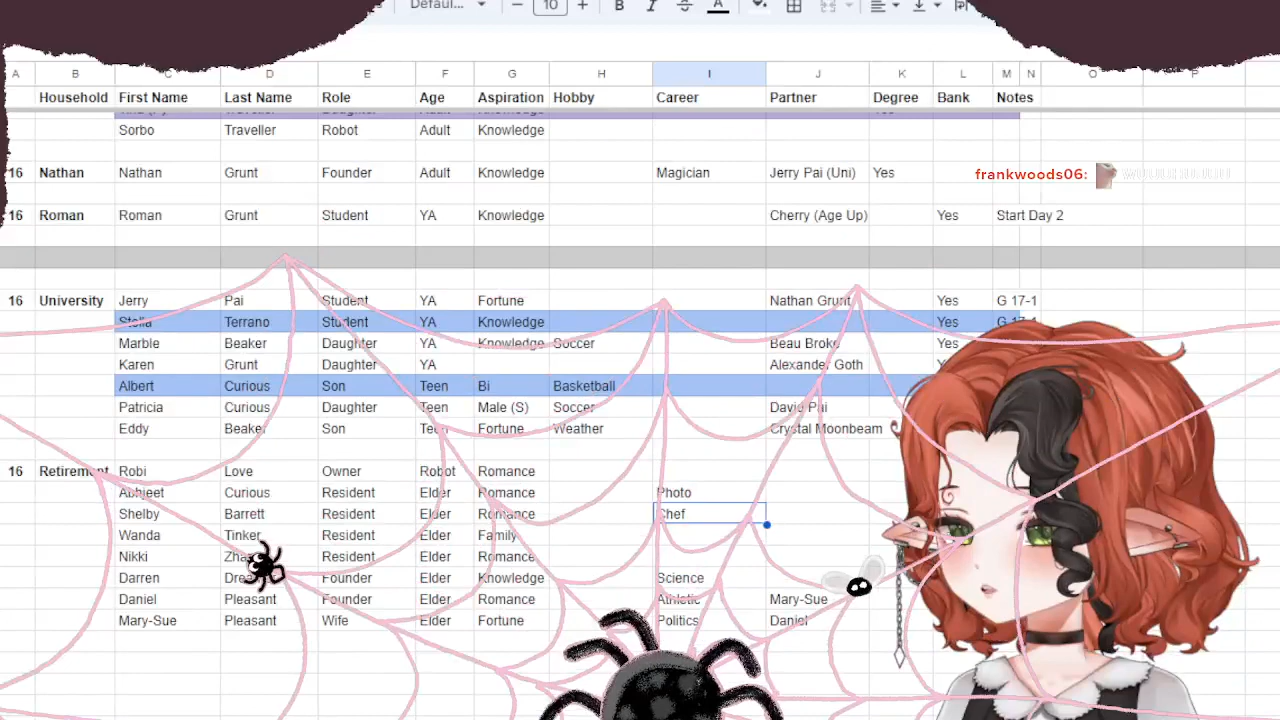 Defaul... 10 B I S A
A B C D E F G H I J K L M N O P
Household First Name Last Name Role Age Aspiration Hobby Career Partner Degree Bank Notes
Sorbo Traveller Robot Adult Knowledge
16 Nathan Nathan Grunt Founder Adult Knowledge Magician Jerry Pai (Uni) Yes
frankwoods06:
16 Roman Roman Grunt Student YA Knowledge Cherry (Age Up) Yes Start Day 2
16 University Jerry Pai Student YA Fortune Nathan Grunt Yes G 17-1
Stella Terrano Student YA Knowledge Yes G 17-1
Marble Beaker Daughter YA Knowledge Soccer Beau Broke Yes
Karen Grunt Daughter YA Alexander Goth
Albert Curious Son Teen Bi Basketball
Patricia Curious Daughter Teen Male (S) Soccer David Pai
Eddy Beaker Son Teen Fortune Weather Crystal Moonbeam
16 Retirement Robi Love Owner Robot Romance
Abhijeet Curious Resident Elder Romance Photo
Shelby Barrett Resident Elder Romance Chef
Wanda Tinker Resident Elder Family
Nikki Resident Elder Romance
Darren Founder Elder Knowledge Science
Daniel Pleasant Founder Elder Romance Athletic Mary-Sue
Mary-Sue Pleasant Wife Elder Fortune Politics Daniel